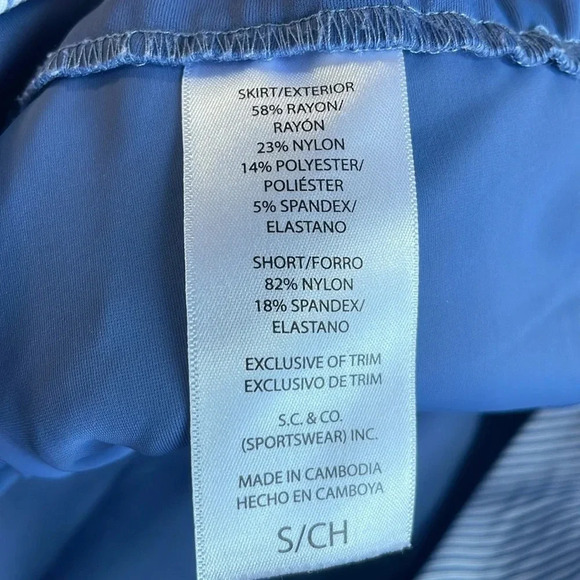 SKIRT/EXTERIOR
58% RAYON/
RAYÓN
23% NYLON
14% POLYESTER/
POLIÉSTER
5% SPANDEX/
ELASTANO
SHORT/FORRO
82% NYLON
18% SPANDEX/
ELASTANO
EXCLUSIVE OF TRIM
EXCLUSIVO DE TRIM
S.C. & CO.
(SPORTSWEAR) INC.
MADE IN CAMBODIA
HECHO EN CAMBOYA
S/CH